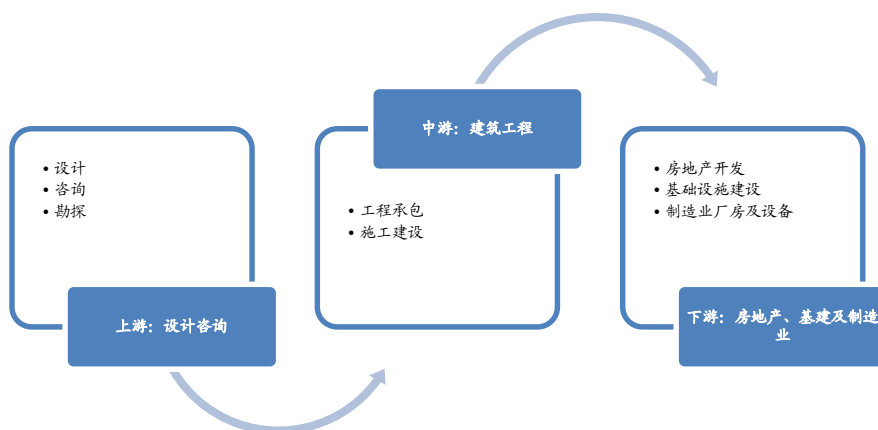 • 设计
• 咨询
• 勘探
上游：设计咨询
中游：建筑工程
• 工程承包
• 施工建设
• 房地产开发
• 基础设施建设
• 制造业厂房及设备
下游：房地产、基建及制造
业